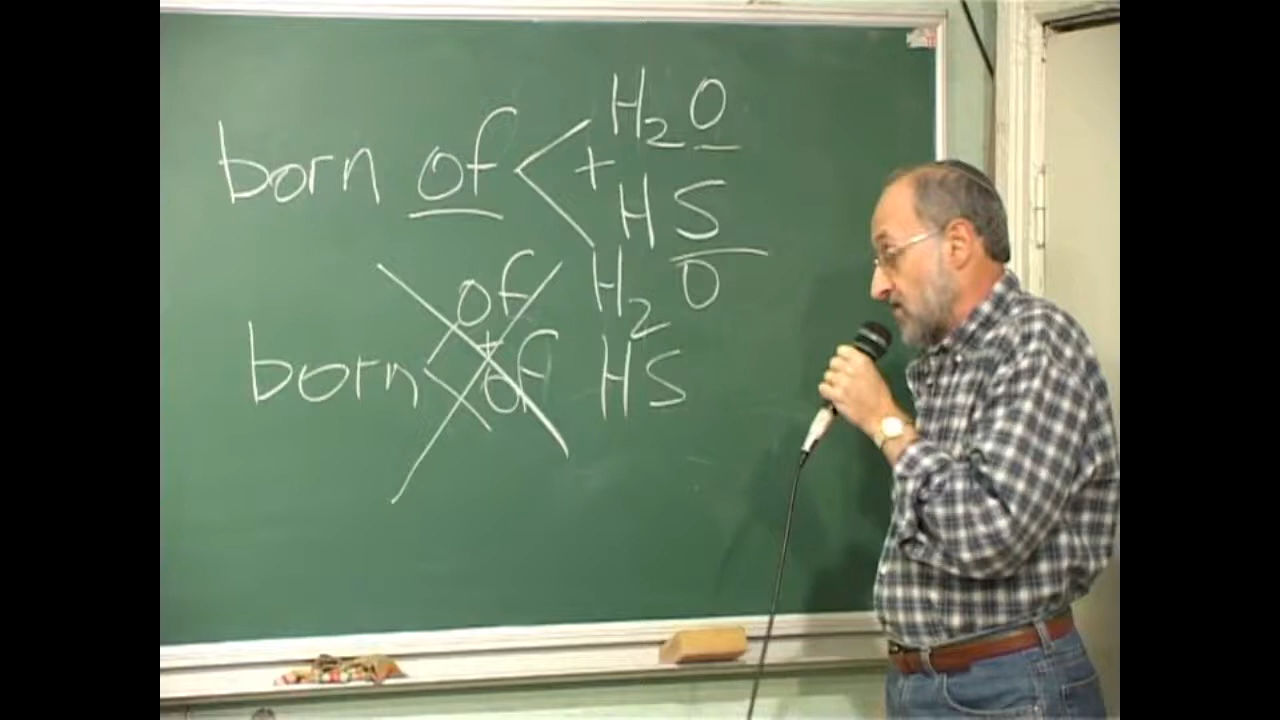 H2O
born of < +
HS
of H2O
+
born < of HS